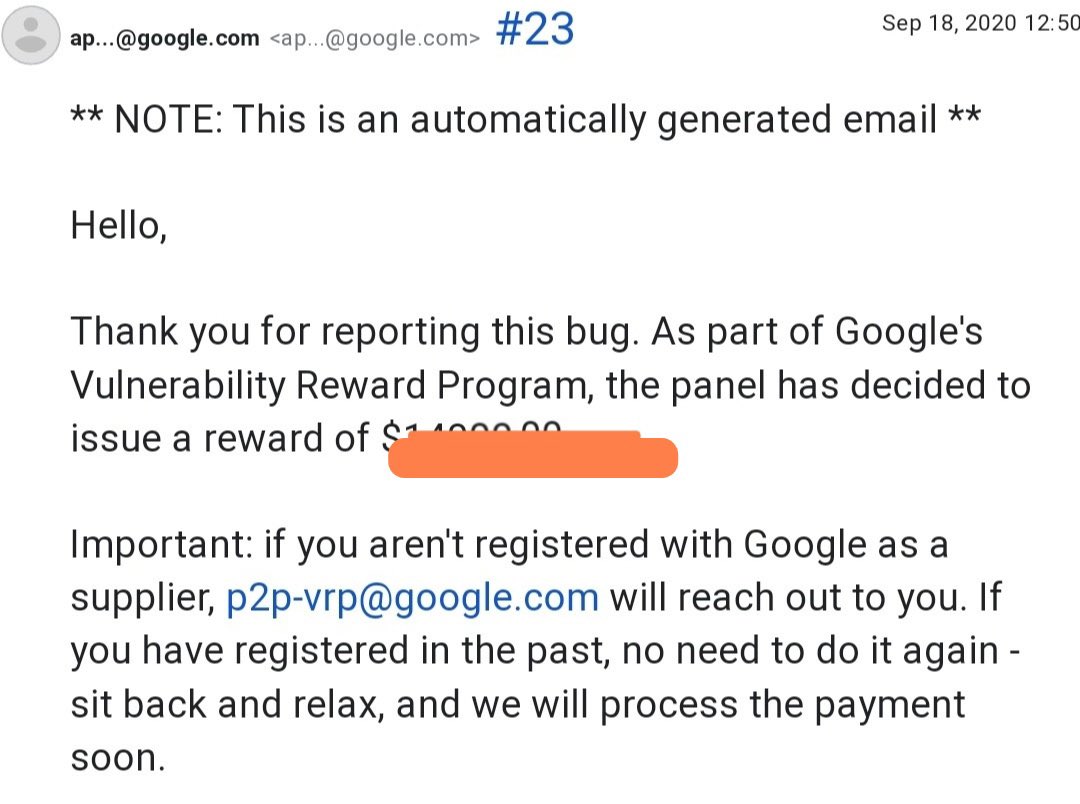 ap...@google.com <ap...@google.com> #23
Sep 18, 2020 12:50
** NOTE: This is an automatically generated email **
Hello,
Thank you for reporting this bug. As part of Google's
Vulnerability Reward Program, the panel has decided to
issue a reward of
Important: if you aren't registered with Google as a
supplier, p2p-vrp@google.com will reach out to you. If
you have registered in the past, no need to do it again -
sit back and relax, and we will process the payment
soon.